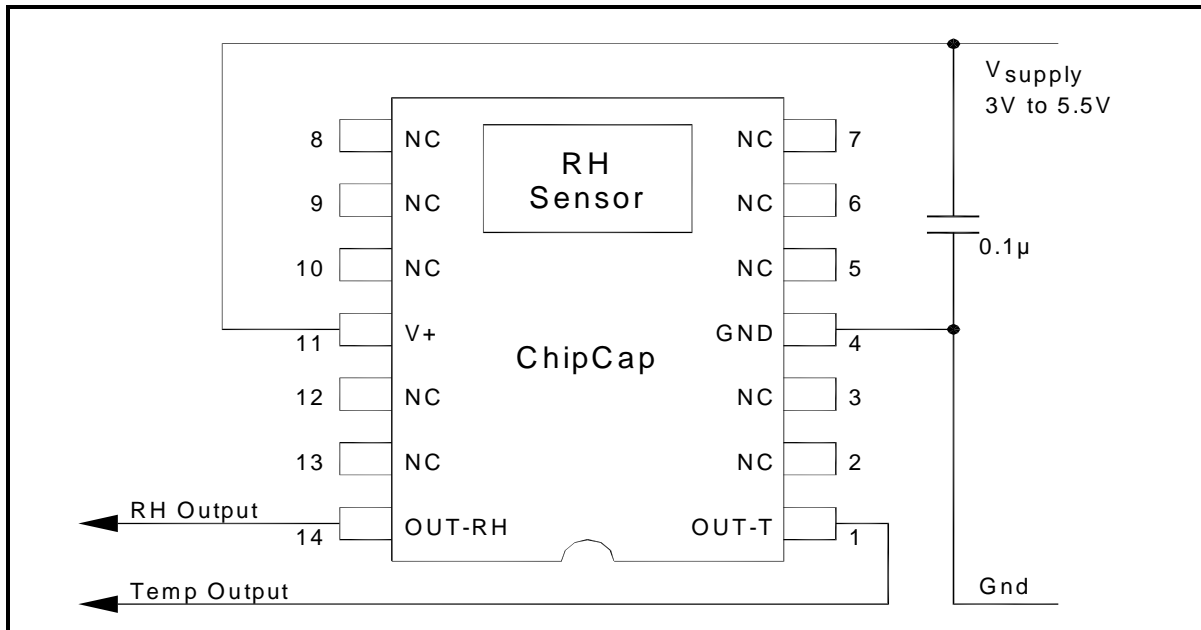 Vsupply
3V to 5.5V
8 NC
RH
Sensor
NC 7
9 NC
NC 6
0.1µ
10 NC
NC 5
11 V+
GND 4
ChipCap
12 NC
NC 3
13 NC
NC 2
RH Output
14 OUT-RH
OUT-T 1
Temp Output
Gnd